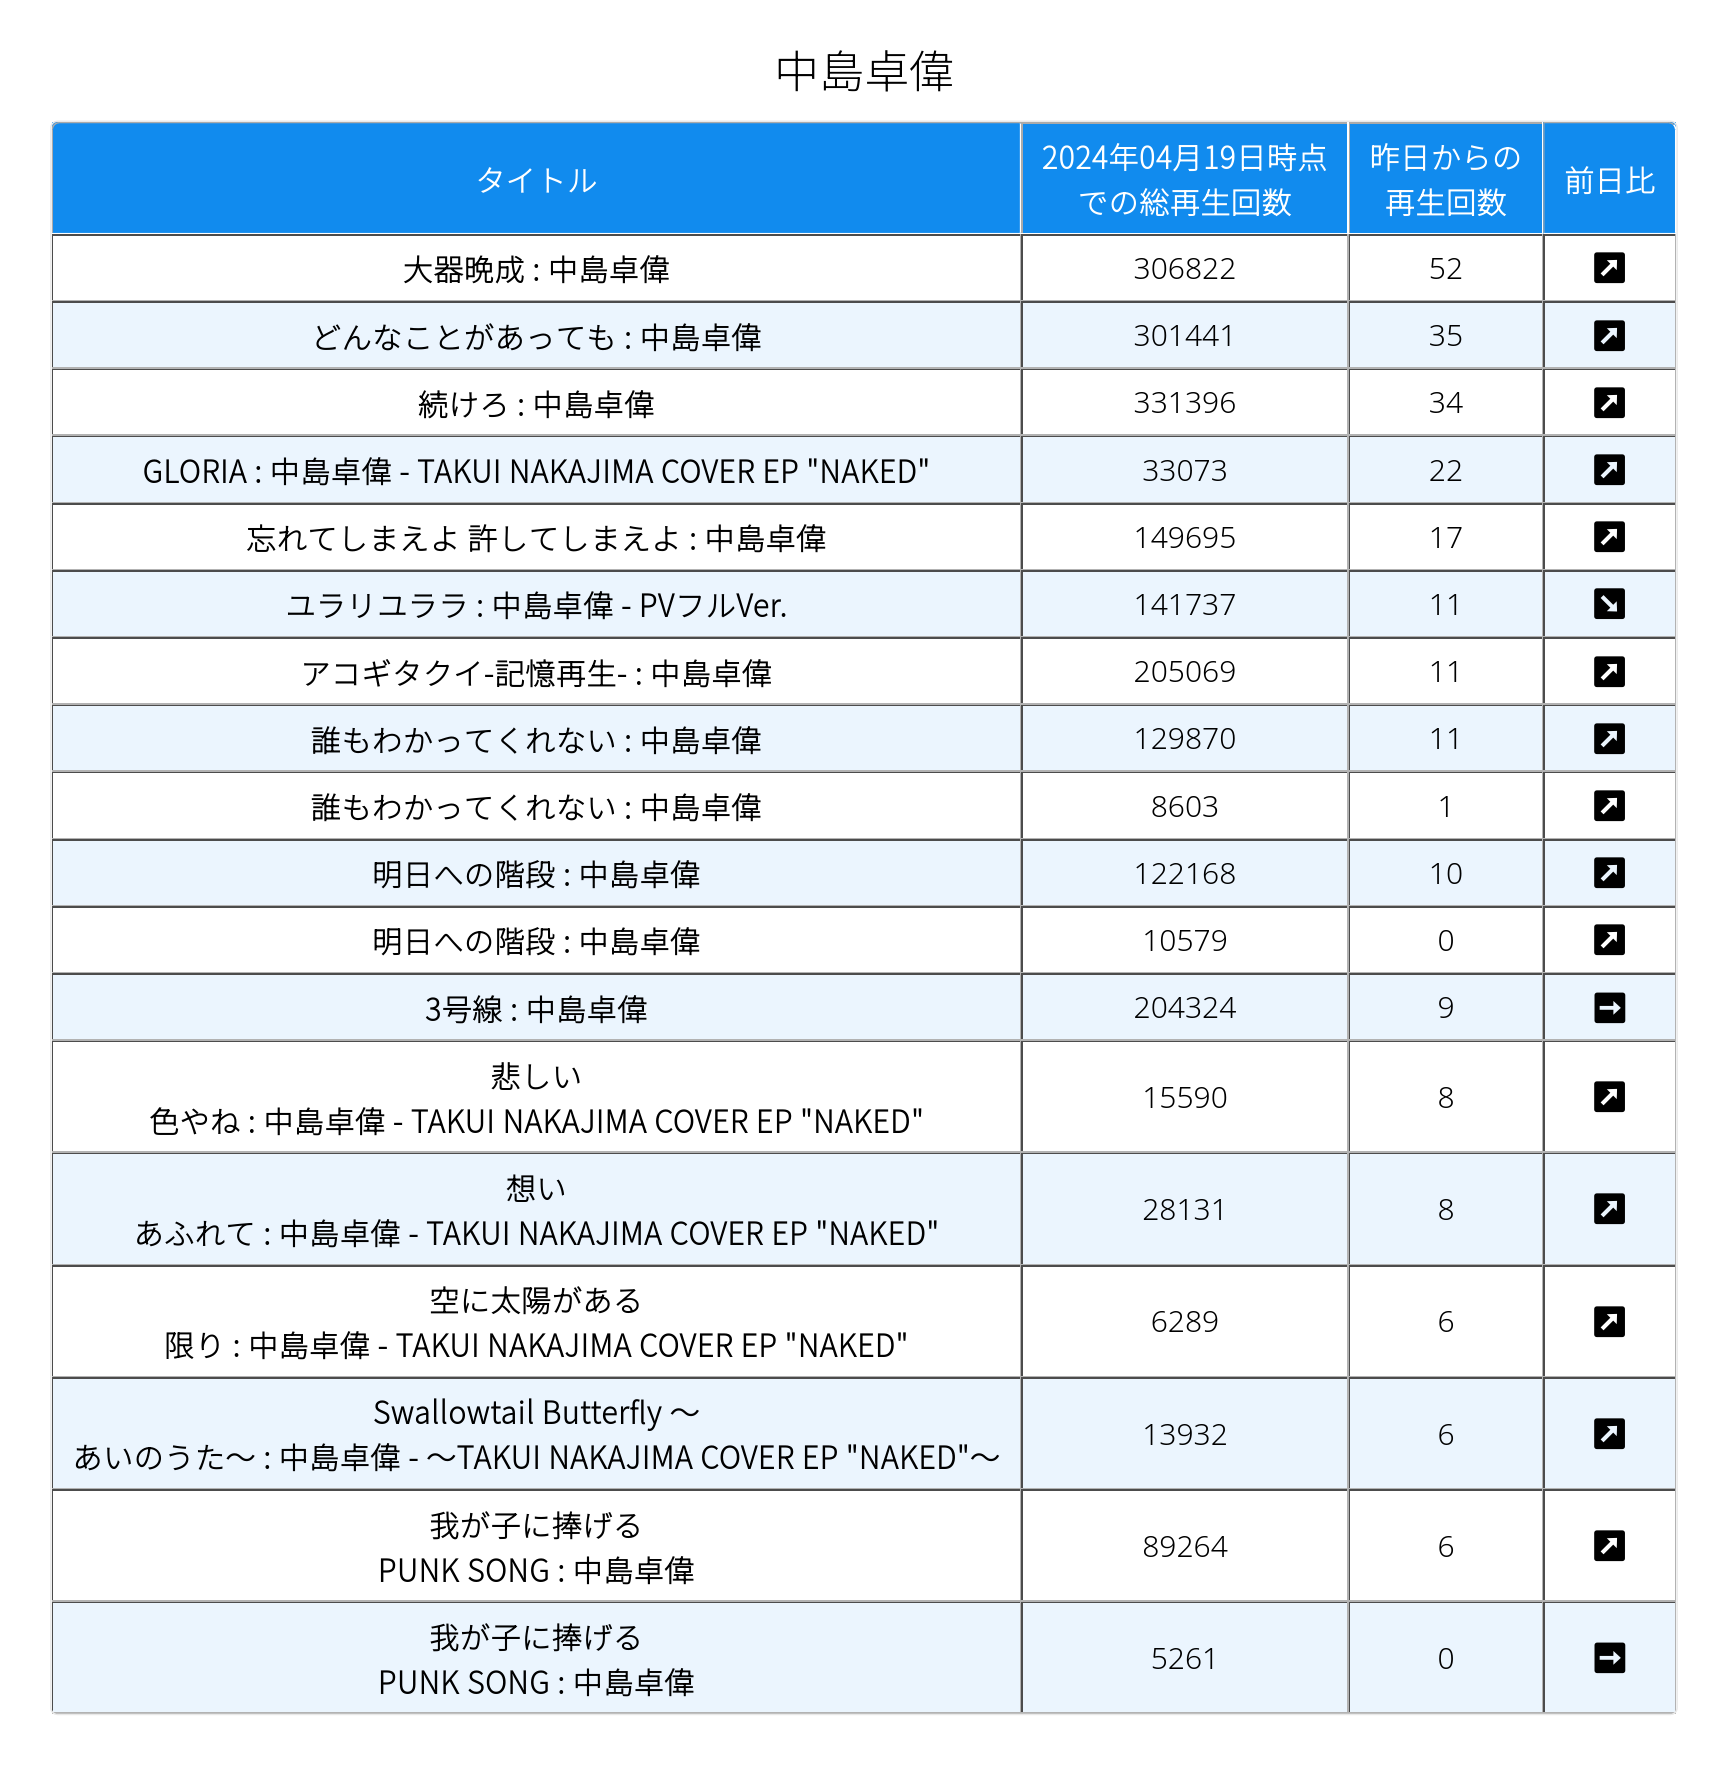 中島卓偉
タイトル
2024年04月19日時点
での総再生回数
昨日からの
再生回数
前日比
大器晩成 : 中島卓偉 306822 52
どんなことがあっても : 中島卓偉 301441 35
続けろ : 中島卓偉 331396 34
GLORIA : 中島卓偉 - TAKUI NAKAJIMA COVER EP "NAKED" 33073 22
忘れてしまえよ 許してしまえよ : 中島卓偉 149695 17
ユラリユララ : 中島卓偉 - PVフルVer. 141737 11
アコギタクイ-記憶再生- : 中島卓偉 205069 11
誰もわかってくれない : 中島卓偉 129870 11
誰もわかってくれない : 中島卓偉 8603 1
明日への階段 : 中島卓偉 122168 10
明日への階段 : 中島卓偉 10579 0
3号線 : 中島卓偉 204324 9
悲しい
色やね : 中島卓偉 - TAKUI NAKAJIMA COVER EP "NAKED" 15590 8
想い
あふれて : 中島卓偉 - TAKUI NAKAJIMA COVER EP "NAKED" 28131 8
空に太陽がある
限り : 中島卓偉 - TAKUI NAKAJIMA COVER EP "NAKED" 6289 6
Swallowtail Butterfly 〜
あいのうた〜 : 中島卓偉 - 〜TAKUI NAKAJIMA COVER EP "NAKED"〜 13932 6
我が子に捧げる
PUNK SONG : 中島卓偉 89264 6
我が子に捧げる
PUNK SONG : 中島卓偉 5261 0